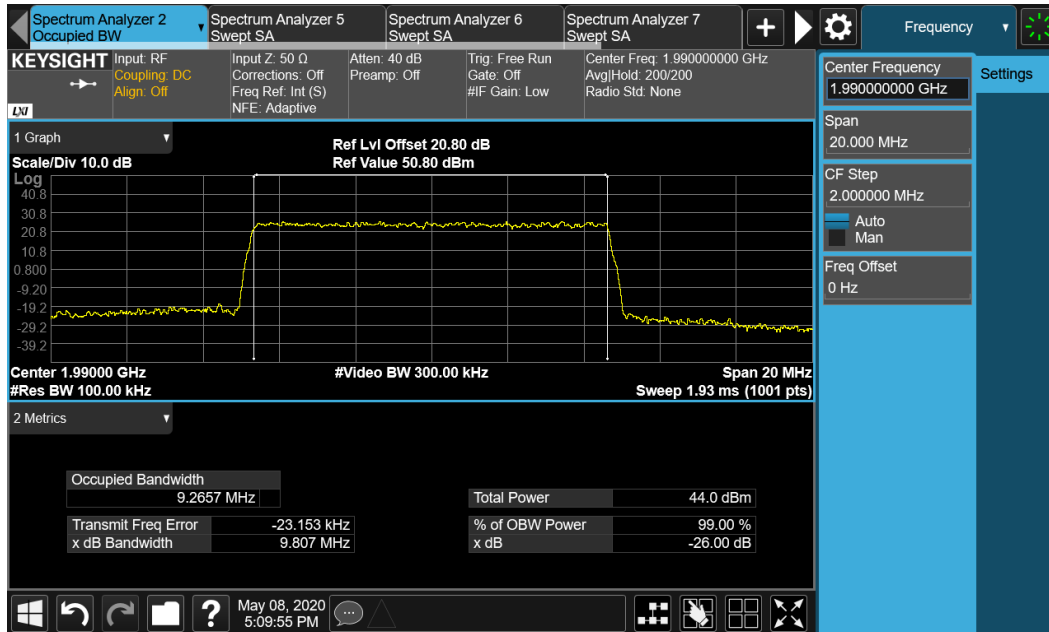 Spectrum Analyzer 2
Occupied BW
Spectrum Analyzer 5
Swept SA
Spectrum Analyzer 6
Swept SA
Spectrum Analyzer 7
Swept SA
Frequency
KEYSIGHT
LXI
Input: RF
Coupling: DC
Align: Off
Input Z: 50 Ω
Corrections: Off
Freq Ref: Int (S)
NFE: Adaptive
Atten: 40 dB
Preamp: Off
Trig: Free Run
Gate: Off
#IF Gain: Low
Center Freq: 1.990000000 GHz
Avg|Hold: 200/200
Radio Std: None
Center Frequency
1.990000000 GHz
Settings
Span
20.000 MHz
CF Step
2.000000 MHz
Auto
Man
Freq Offset
0 Hz
1 Graph
Scale/Div 10.0 dB
Ref Lvl Offset 20.80 dB
Ref Value 50.80 dBm
Log
40.8
30.8
20.8
10.8
0.800
-9.20
-19.2
-29.2
-39.2
Center 1.99000 GHz
#Video BW 300.00 kHz
Span 20 MHz
#Res BW 100.00 kHz
Sweep 1.93 ms (1001 pts)
2 Metrics
Occupied Bandwidth
9.2657 MHz
Total Power 44.0 dBm
Transmit Freq Error -23.153 kHz
% of OBW Power 99.00 %
x dB Bandwidth 9.807 MHz
x dB -26.00 dB
?
May 08, 2020
5:09:55 PM